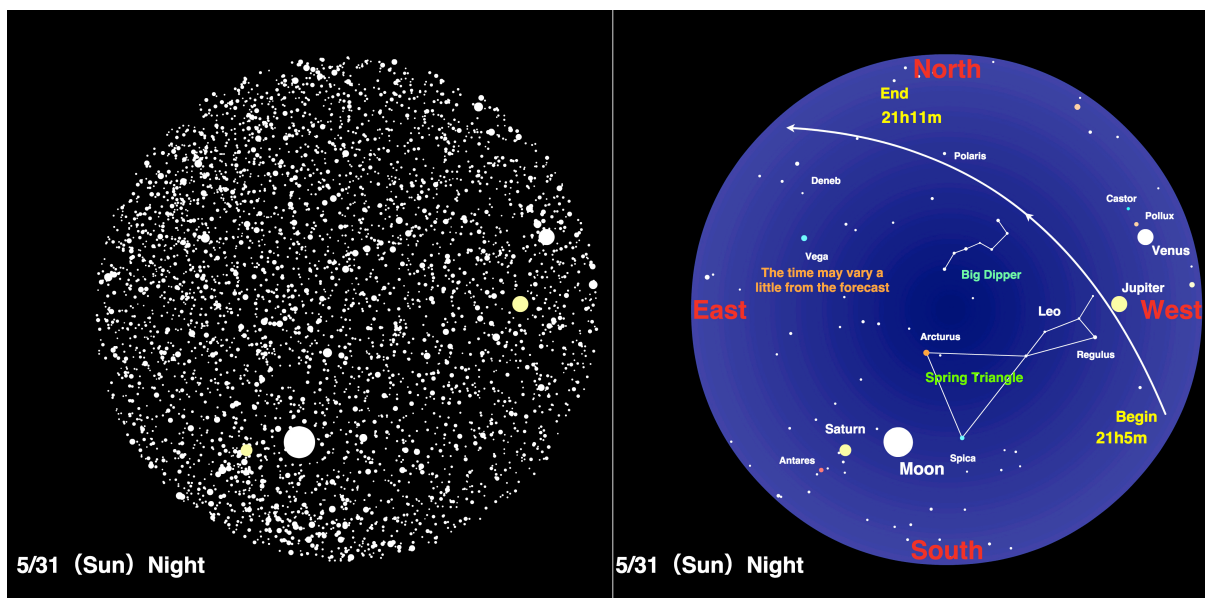 5/31（Sun）Night
North
End
21h11m
Polaris
Deneb
Castor
Pollux
Venus
Vega
The time may vary a
little from the forecast
Big Dipper
Jupiter
East
West
Leo
Arcturus
Regulus
Spring Triangle
Begin
21h5m
Saturn
Antares
Moon
Spica
South
5/31（Sun）Night